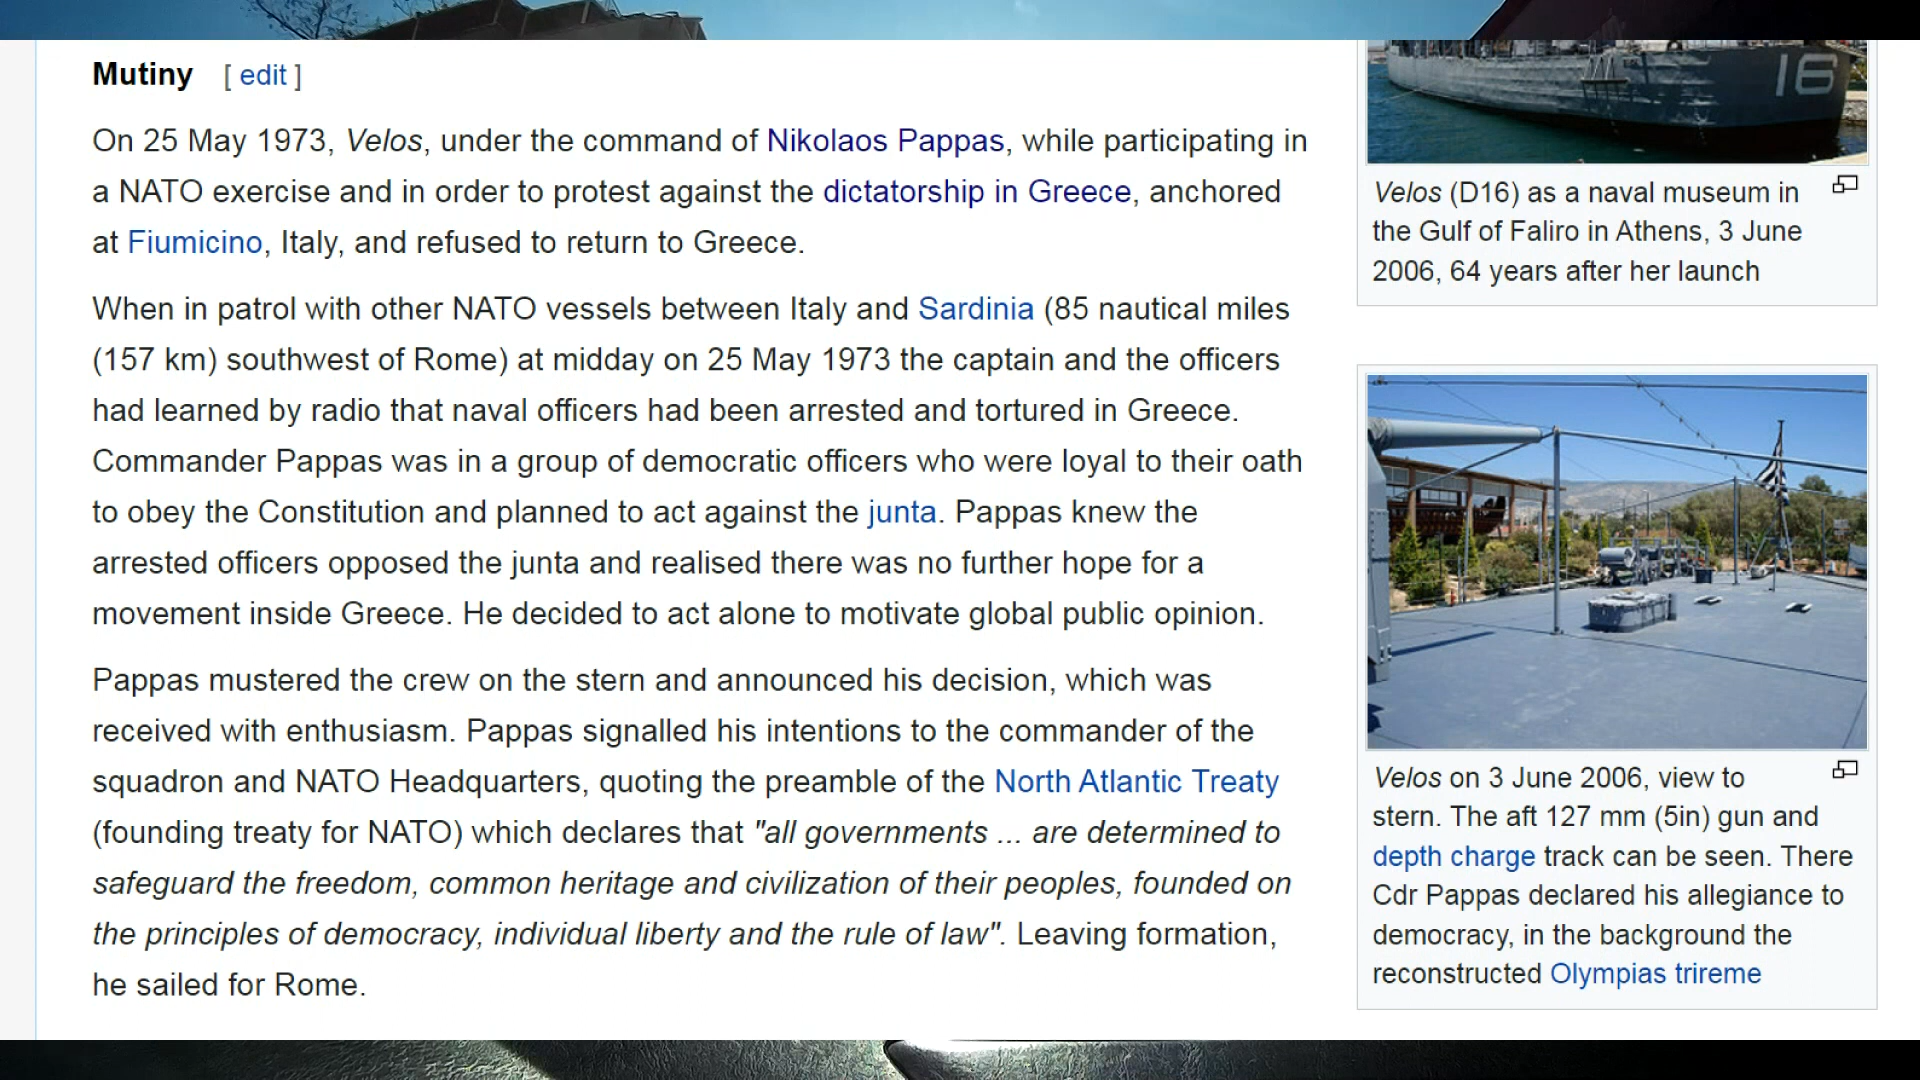 Mutiny [ edit ]
On 25 May 1973, Velos, under the command of Nikolaos Pappas, while participating in
a NATO exercise and in order to protest against the dictatorship in Greece, anchored
at Fiumicino, Italy, and refused to return to Greece.
When in patrol with other NATO vessels between Italy and Sardinia (85 nautical miles
(157 km) southwest of Rome) at midday on 25 May 1973 the captain and the officers
had learned by radio that naval officers had been arrested and tortured in Greece.
Commander Pappas was in a group of democratic officers who were loyal to their oath
to obey the Constitution and planned to act against the junta. Pappas knew the
arrested officers opposed the junta and realised there was no further hope for a
movement inside Greece. He decided to act alone to motivate global public opinion.
Pappas mustered the crew on the stern and announced his decision, which was
received with enthusiasm. Pappas signalled his intentions to the commander of the
squadron and NATO Headquarters, quoting the preamble of the North Atlantic Treaty
(founding treaty for NATO) which declares that "all governments ... are determined to
safeguard the freedom, common heritage and civilization of their peoples, founded on
the principles of democracy, individual liberty and the rule of law". Leaving formation,
he sailed for Rome.
16
Velos (D16) as a naval museum in
the Gulf of Faliro in Athens, 3 June
2006, 64 years after her launch
Velos on 3 June 2006, view to
stern. The aft 127 mm (5in) gun and
depth charge track can be seen. There
Cdr Pappas declared his allegiance to
democracy, in the background the
reconstructed Olympias trireme